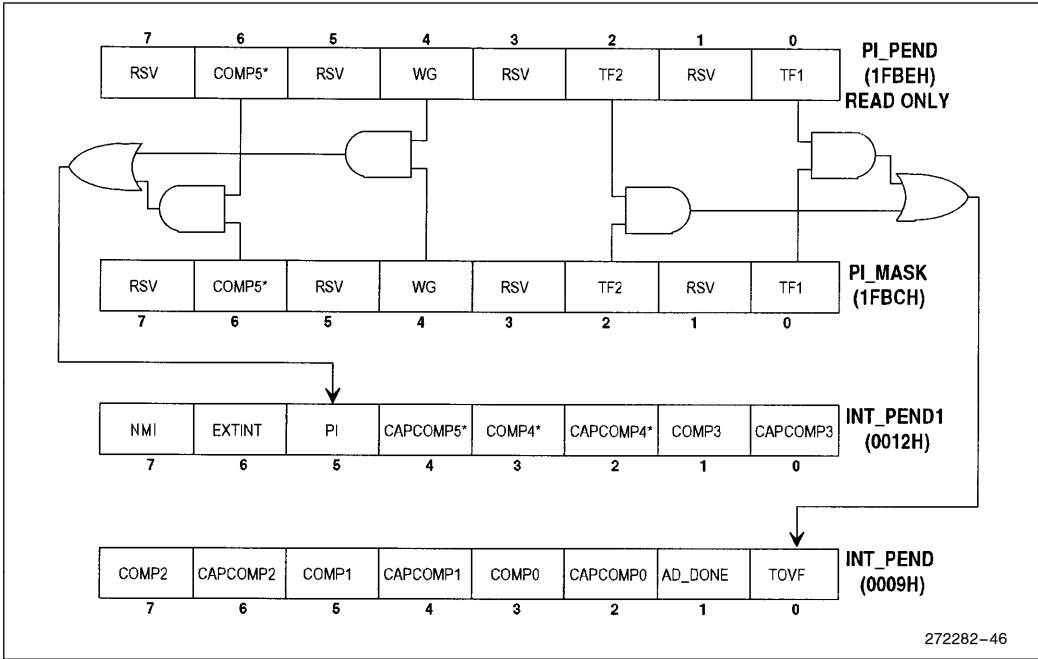 7 6 5 4 3 2 1 0
RSV COMP5* RSV WG RSV TF2 RSV TF1
PI_PEND
(1FBEH)
READ ONLY
RSV COMP5* RSV WG RSV TF2 RSV TF1
7 6 5 4 3 2 1 0
PI_MASK
(1FBCH)
NMI EXTINT PI CAPCOMP5* COMP4* CAPCOMP4* COMP3 CAPCOMP3
7 6 5 4 3 2 1 0
INT_PEND1
(0012H)
COMP2 CAPCOMP2 COMP1 CAPCOMP1 COMP0 CAPCOMP0 AD_DONE TOVF
7 6 5 4 3 2 1 0
INT_PEND
(0009H)
272282-46